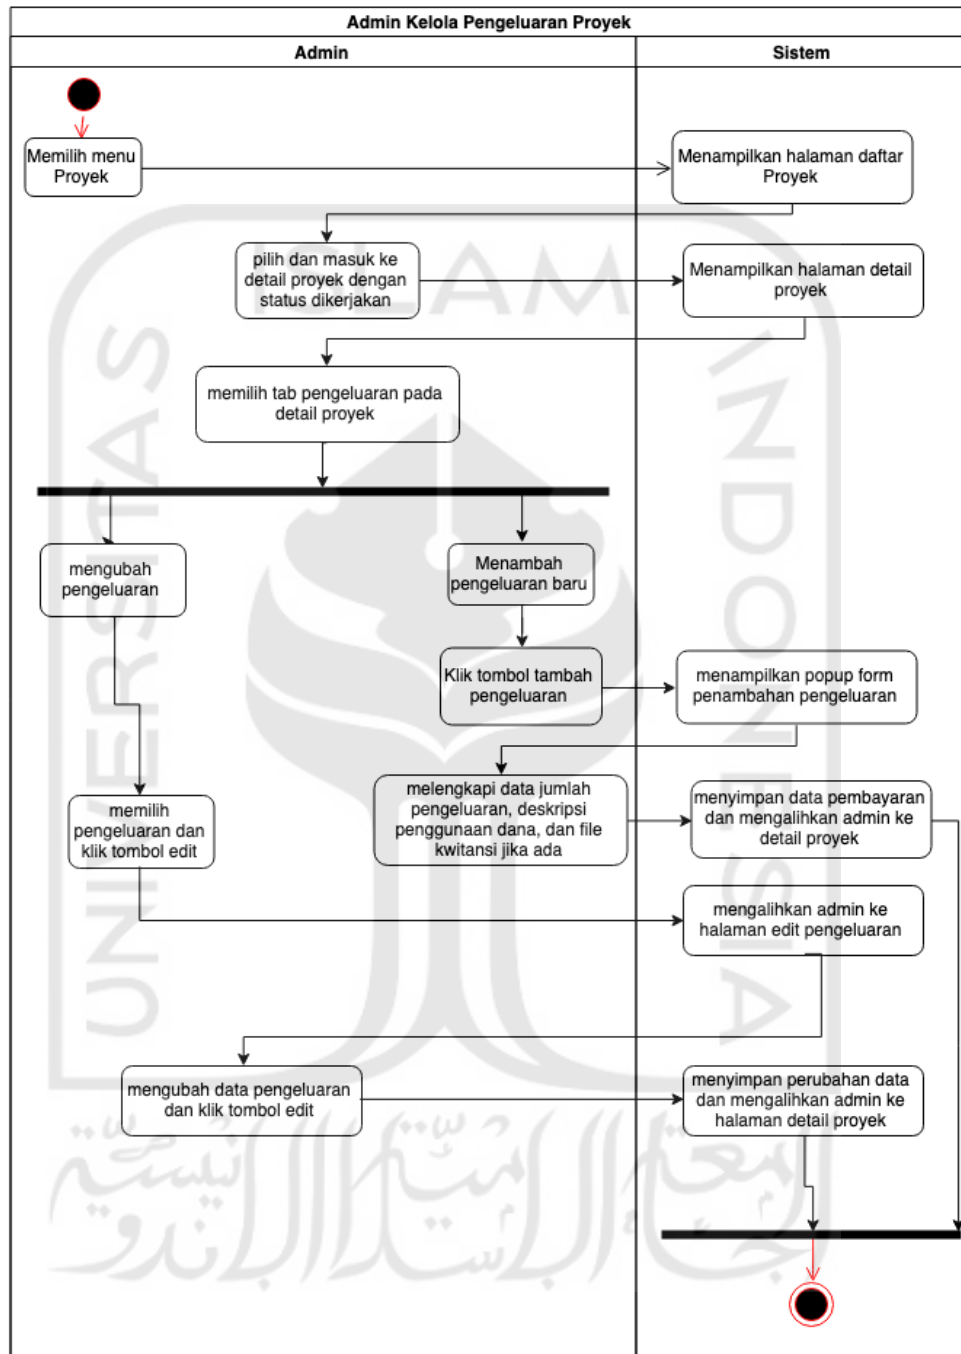 Admin Kelola Pengeluaran Proyek
Admin
Sistem
Memilih menu
Proyek
Menampilkan halaman daftar
Proyek
pilih dan masuk ke
detail proyek dengan
status dikerjakan
Menampilkan halaman detail
proyek
memilih tab pengeluaran pada
detail proyek
mengubah
pengeluaran
Menambah
pengeluaran baru
Klik tombol tambah
pengeluaran
menampilkan popup form
penambahan pengeluaran
memilih
pengeluaran dan
klik tombol edit
melengkapi data jumlah
pengeluaran, deskripsi
penggunaan dana, dan file
kwitansi jika ada
menyimpan data pembayaran
dan mengalihkan admin ke
detail proyek
mengalihkan admin ke
halaman edit pengeluaran
mengubah data pengeluaran
dan klik tombol edit
menyimpan perubahan data
dan mengalihkan admin ke
halaman detail proyek
UNIVERSITAS
ISLAM
INDONESIA